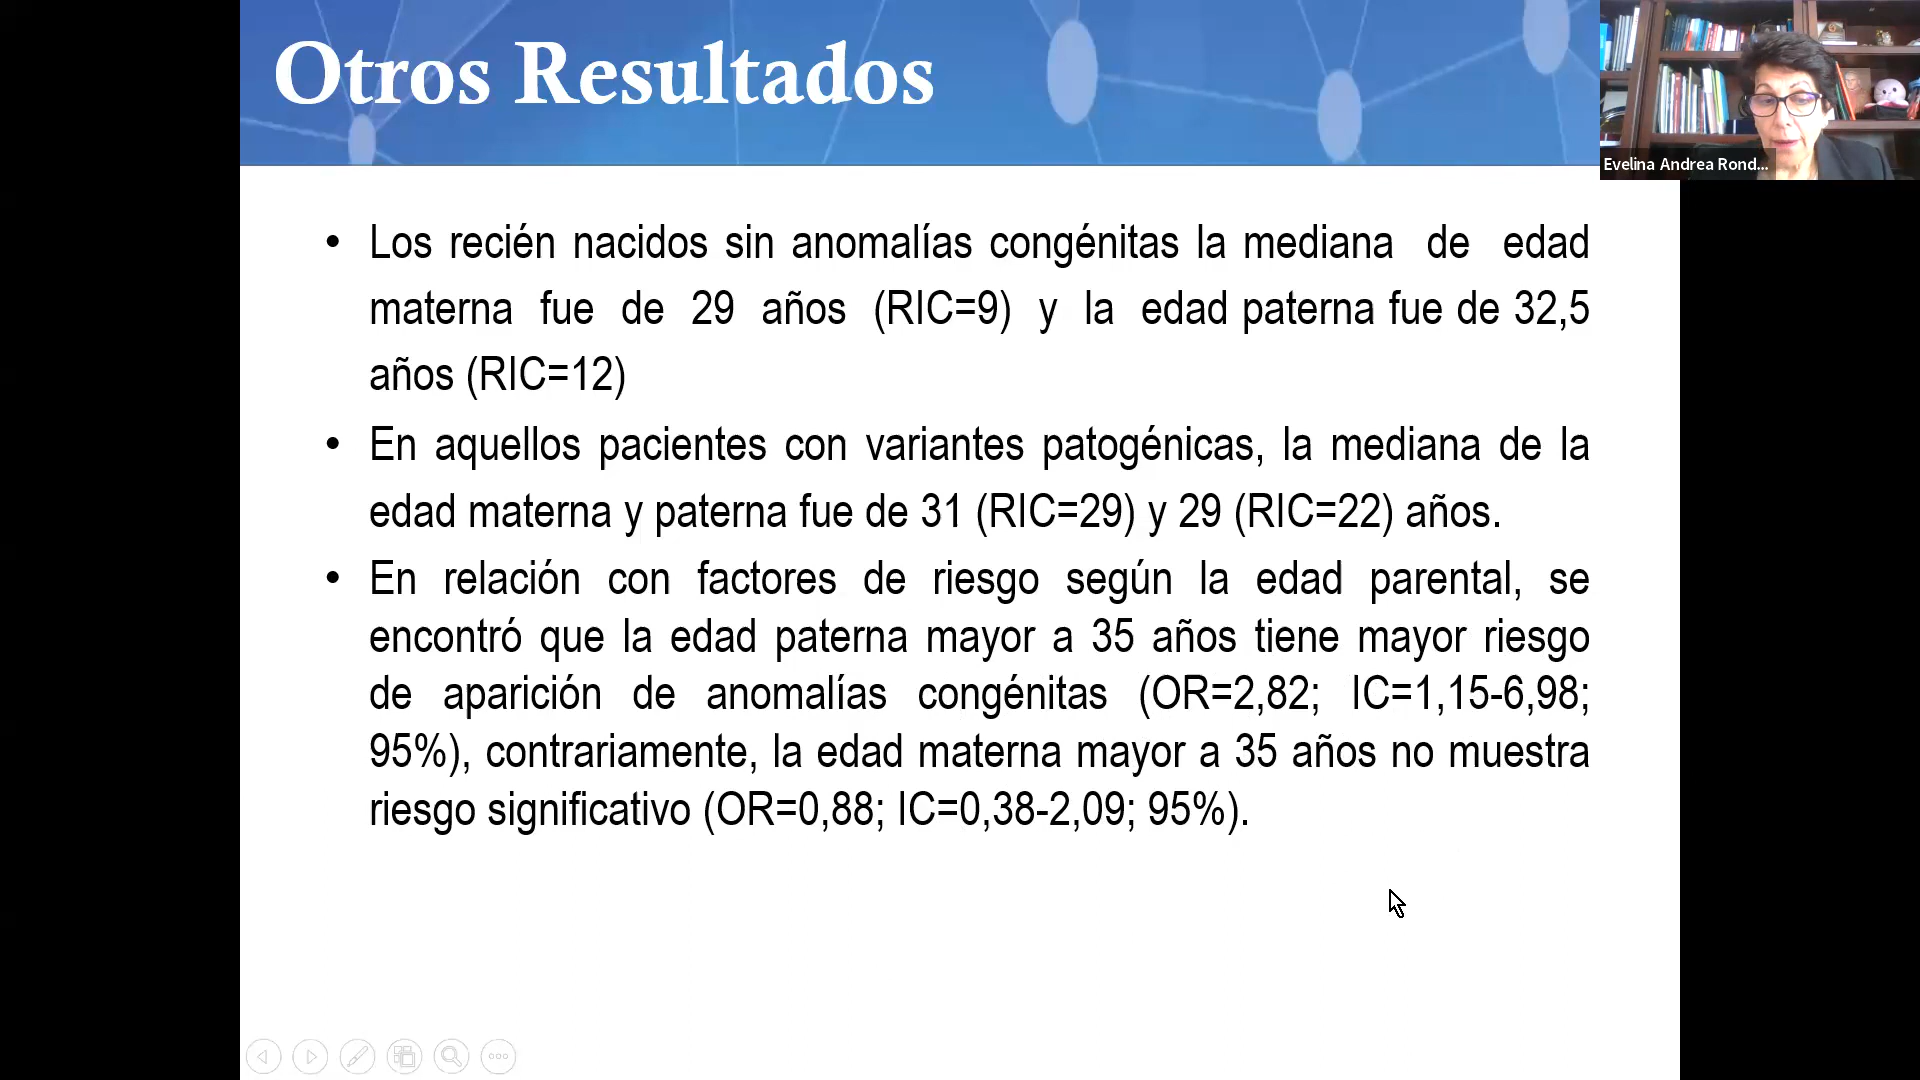 Otros Resultados
Evelina Andrea Rond...
• Los recién nacidos sin anomalías congénitas la mediana de edad
materna fue de 29 años (RIC=9) y la edad paterna fue de 32,5
años (RIC=12)
• En aquellos pacientes con variantes patogénicas, la mediana de la
edad materna y paterna fue de 31 (RIC=29) y 29 (RIC=22) años.
• En relación con factores de riesgo según la edad parental, se
encontró que la edad paterna mayor a 35 años tiene mayor riesgo
de aparición de anomalías congénitas (OR=2,82; IC=1,15-6,98;
95%), contrariamente, la edad materna mayor a 35 años no muestra
riesgo significativo (OR=0,88; IC=0,38-2,09; 95%).